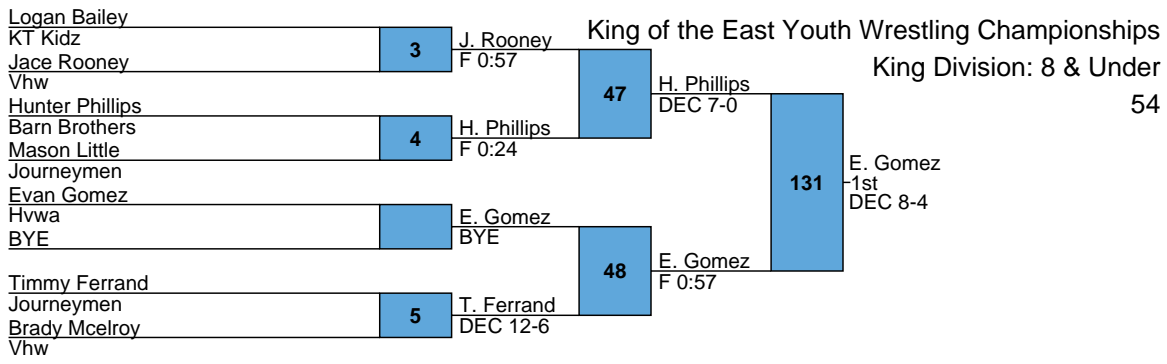 King of the East Youth Wrestling Championships
King Division: 8 & Under
54
Logan Bailey
KT Kidz
Jace Rooney
Vhw
Hunter Phillips
Barn Brothers
Mason Little
Journeymen
Evan Gomez
Hvwa
BYE
Timmy Ferrand
Journeymen
Brady Mcelroy
Vhw
3
4
5
J. Rooney
F 0:57
H. Phillips
F 0:24
E. Gomez
BYE
T. Ferrand
DEC 12-6
47
48
H. Phillips
DEC 7-0
E. Gomez
F 0:57
131
E. Gomez
1st
DEC 8-4